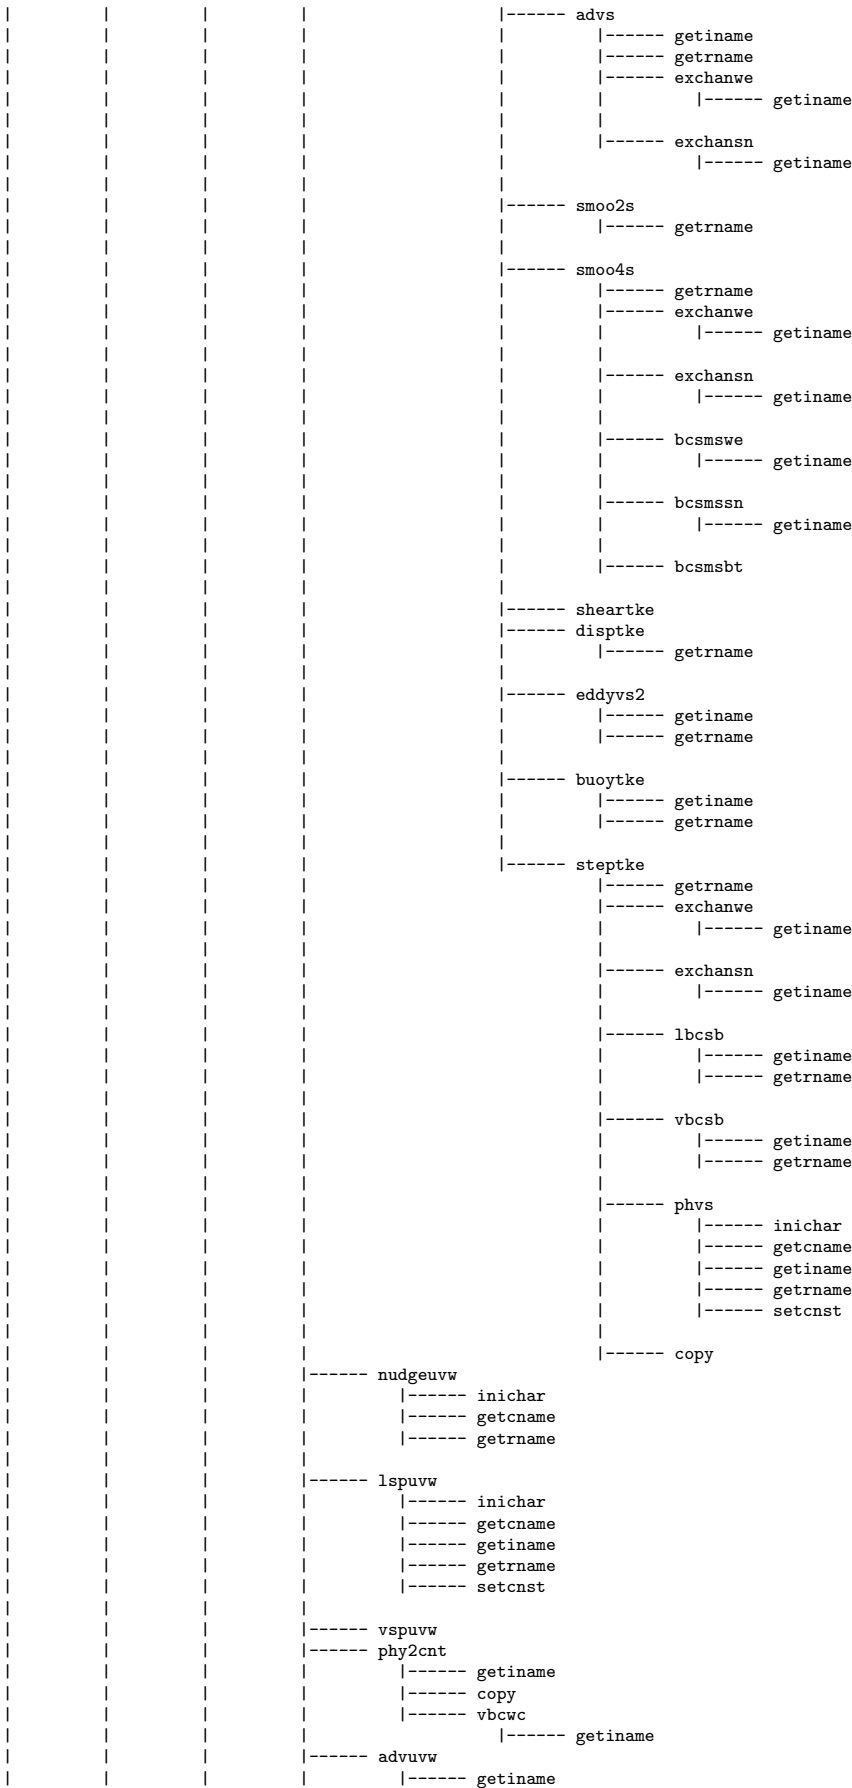 |         |         |         |                   |------ advs
|         |         |         |                   |         |------ getiname
|         |         |         |                   |         |------ getrname
|         |         |         |                   |         |------ exchanwe
|         |         |         |                   |         |         |------ getiname
|         |         |         |                   |         |
|         |         |         |                   |         |------ exchansn
|         |         |         |                   |                   |------ getiname
|         |         |         |                   |
|         |         |         |                   |------ smoo2s
|         |         |         |                   |         |------ getrname
|         |         |         |                   |
|         |         |         |                   |------ smoo4s
|         |         |         |                   |         |------ getrname
|         |         |         |                   |         |------ exchanwe
|         |         |         |                   |         |         |------ getiname
|         |         |         |                   |         |
|         |         |         |                   |         |------ exchansn
|         |         |         |                   |         |         |------ getiname
|         |         |         |                   |         |
|         |         |         |                   |         |------ bcsmswe
|         |         |         |                   |         |         |------ getiname
|         |         |         |                   |         |
|         |         |         |                   |         |------ bcsmssn
|         |         |         |                   |         |         |------ getiname
|         |         |         |                   |         |
|         |         |         |                   |         |------ bcsmsbt
|         |         |         |                   |
|         |         |         |                   |------ sheartke
|         |         |         |                   |------ disptke
|         |         |         |                   |         |------ getrname
|         |         |         |                   |
|         |         |         |                   |------ eddyvs2
|         |         |         |                   |         |------ getiname
|         |         |         |                   |         |------ getrname
|         |         |         |                   |
|         |         |         |                   |------ buoytke
|         |         |         |                   |         |------ getiname
|         |         |         |                   |         |------ getrname
|         |         |         |                   |
|         |         |         |                   |------ steptke
|         |         |         |                             |------ getrname
|         |         |         |                             |------ exchanwe
|         |         |         |                             |         |------ getiname
|         |         |         |                             |
|         |         |         |                             |------ exchansn
|         |         |         |                             |         |------ getiname
|         |         |         |                             |
|         |         |         |                             |------ lbcsb
|         |         |         |                             |         |------ getiname
|         |         |         |                             |         |------ getrname
|         |         |         |                             |
|         |         |         |                             |------ vbcsb
|         |         |         |                             |         |------ getiname
|         |         |         |                             |         |------ getrname
|         |         |         |                             |
|         |         |         |                             |------ phvs
|         |         |         |                             |         |------ inichar
|         |         |         |                             |         |------ getcname
|         |         |         |                             |         |------ getiname
|         |         |         |                             |         |------ getrname
|         |         |         |                             |         |------ setcnst
|         |         |         |                             |
|         |         |         |                             |------ copy
|         |         |         |------ nudgeuvw
|         |         |         |         |------ inichar
|         |         |         |         |------ getcname
|         |         |         |         |------ getrname
|         |         |         |
|         |         |         |------ lspuvw
|         |         |         |         |------ inichar
|         |         |         |         |------ getcname
|         |         |         |         |------ getiname
|         |         |         |         |------ getrname
|         |         |         |         |------ setcnst
|         |         |         |
|         |         |         |------ vspuvw
|         |         |         |------ phy2cnt
|         |         |         |         |------ getiname
|         |         |         |         |------ copy
|         |         |         |         |------ vbcwc
|         |         |         |                   |------ getiname
|         |         |         |------ advuvw
|         |         |         |         |------ getiname